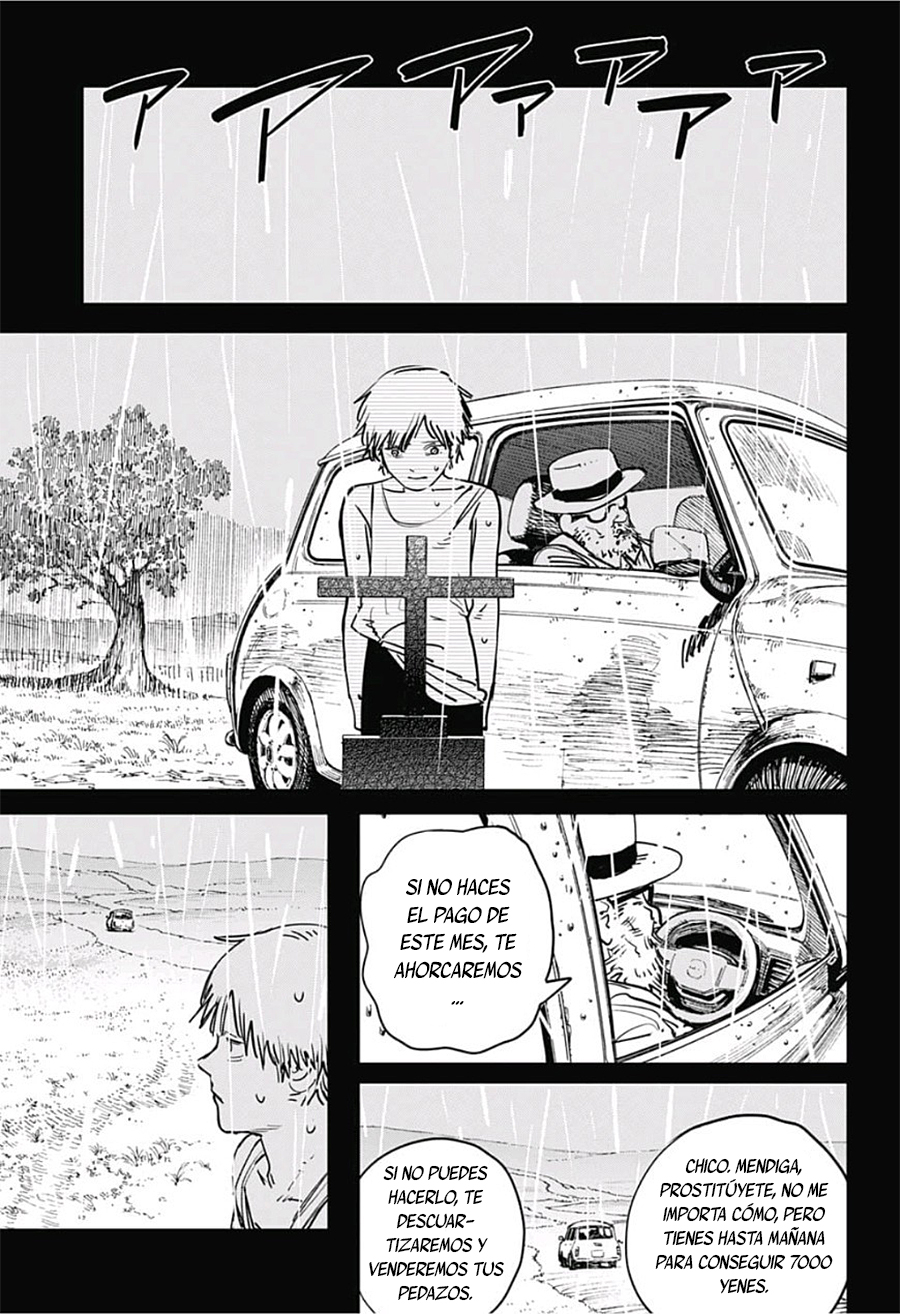 ア ア ア ア ア ア ア
SI NO HACES
EL PAGO DE
ESTE MES, TE
AHORCAREMOS
...
CHICO. MENDIGA,
PROSTITÚYETE, NO ME
IMPORTA CÓMO, PERO
TIENES HASTA MAÑANA
PARA CONSEGUIR 7000
YENES.
SI NO PUEDES
HACERLO, TE
DESCUAR-
TIZAREMOS Y
VENDEREMOS TUS
PEDAZOS.